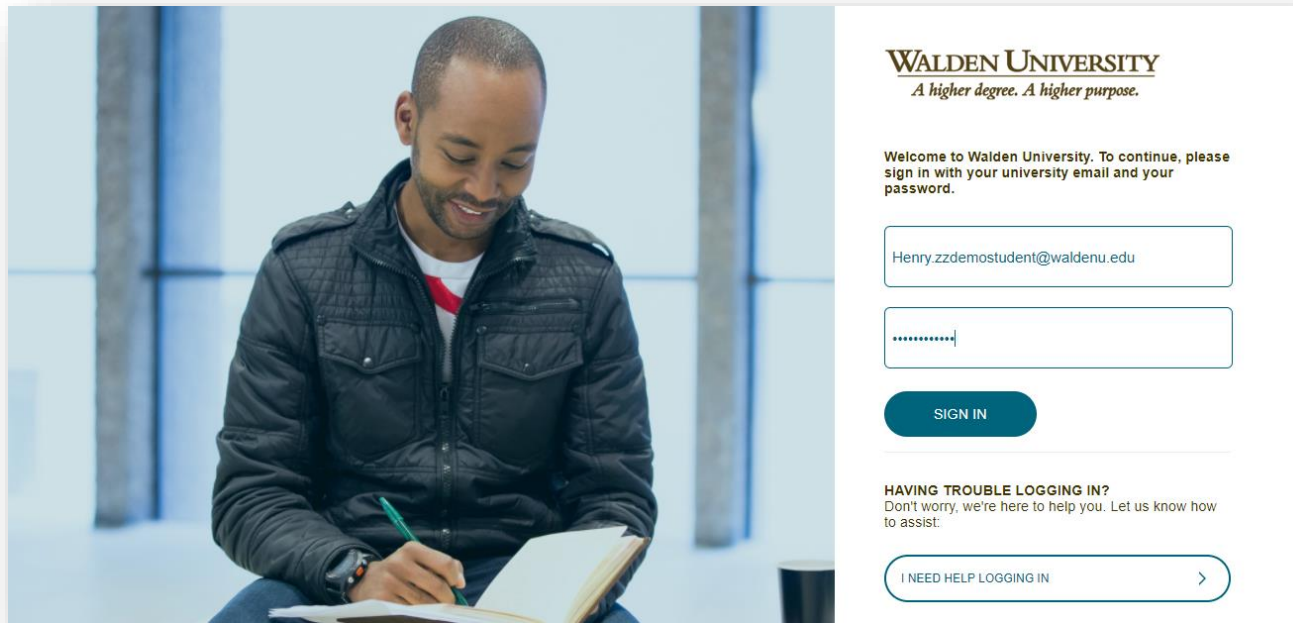 WALDEN UNIVERSITY
A higher degree. A higher purpose.
Welcome to Walden University. To continue, please
sign in with your university email and your
password.
Henry.zzdemostudent@waldenu.edu
••••••••••••
SIGN IN
HAVING TROUBLE LOGGING IN?
Don't worry, we're here to help you. Let us know how
to assist:
I NEED HELP LOGGING IN